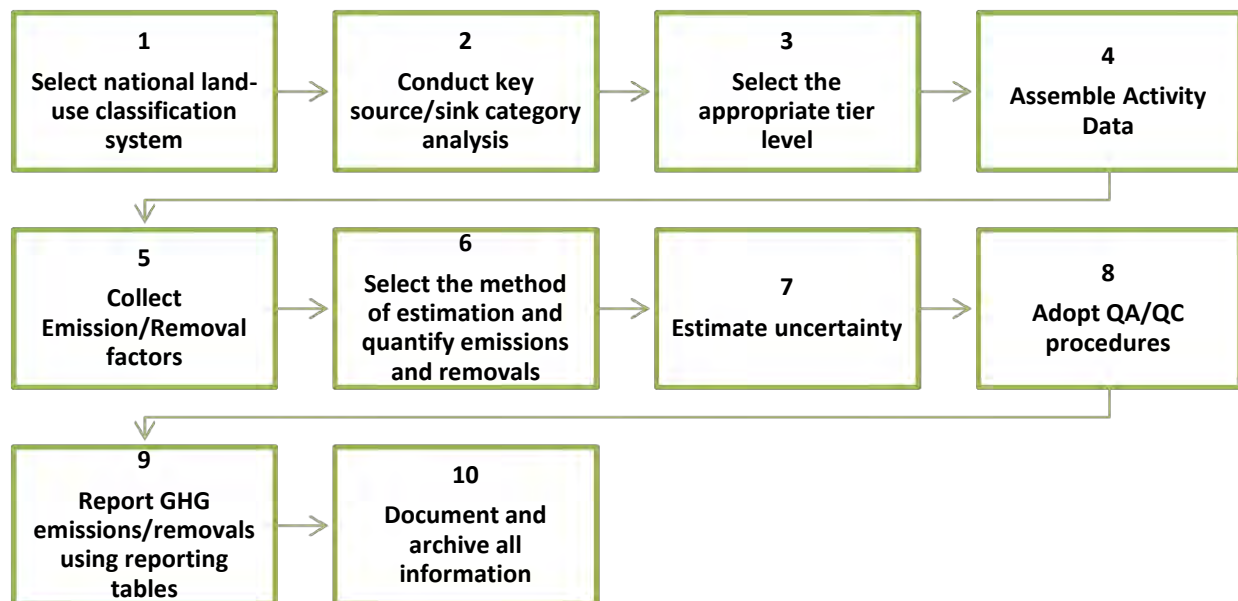 1
Select national land-
use classification
system
2
Conduct key
source/sink category
analysis
3
Select the
appropriate tier
level
4
Assemble Activity
Data
5
Collect
Emission/Removal
factors
6
Select the method
of estimation and
quantify emissions
and removals
7
Estimate uncertainty
8
Adopt QA/QC
procedures
9
Report GHG
emissions/removals
using reporting
tables
10
Document and
archive all
information